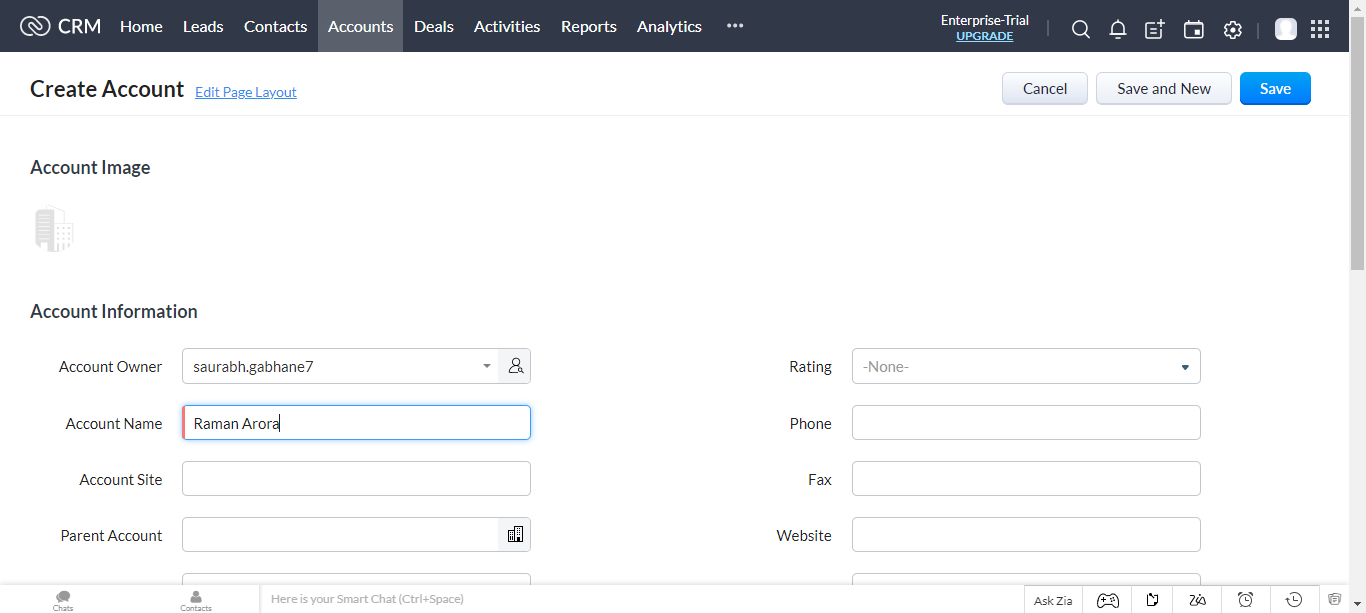 CRM Home Leads Contacts Accounts Deals Activities Reports Analytics ••• Enterprise-Trial
UPGRADE
Create Account Edit Page Layout Cancel Save and New Save
Account Image
Account Information
Account Owner saurabh.gabhane7 Rating -None-
Account Name Raman Arora Phone
Account Site Fax
Parent Account Website
Chats Contacts Here is your Smart Chat (Ctrl+Space) Ask Zia